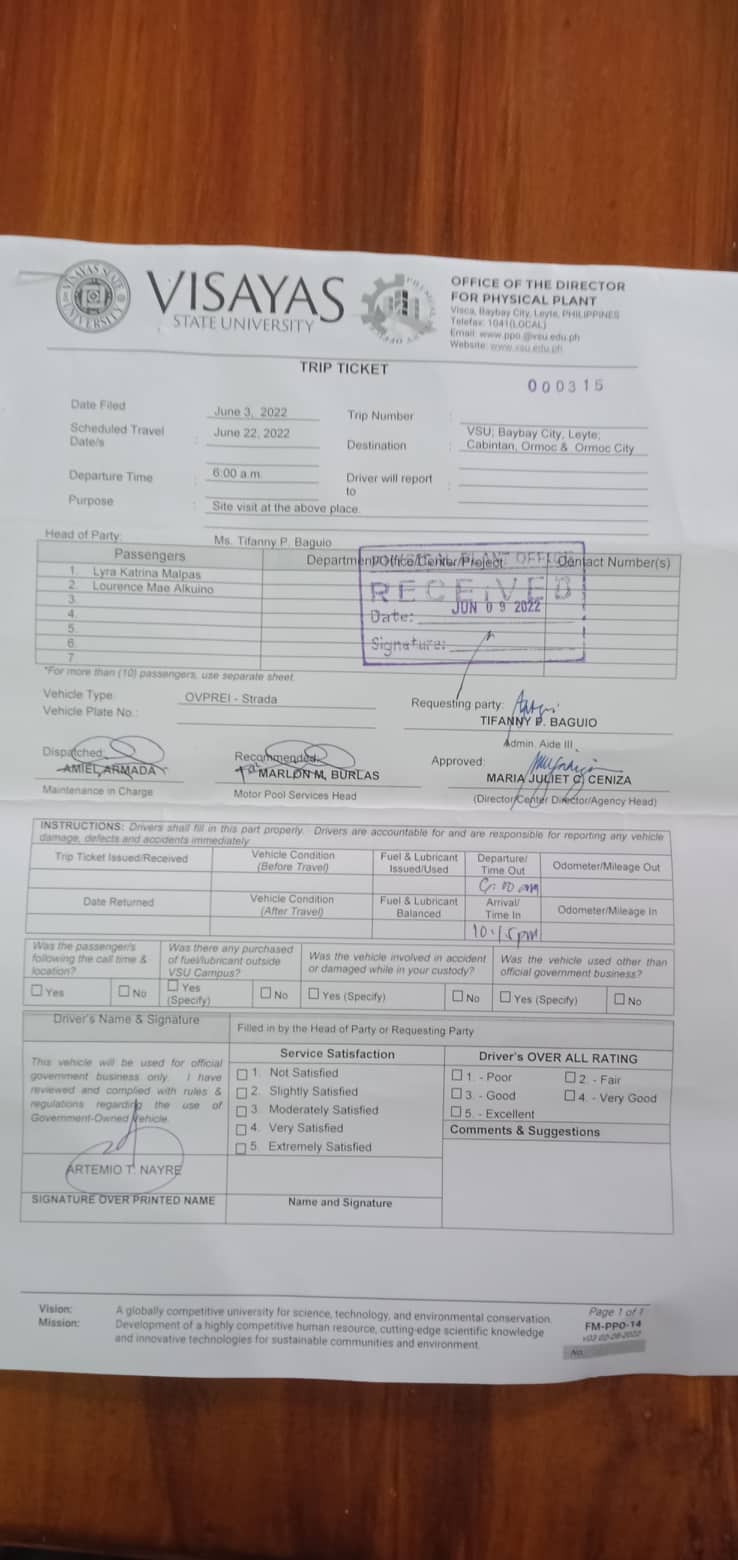 VISAYAS STATE UNIVERSITY
VISAYAS
STATE UNIVERSITY
OFFICE OF THE DIRECTOR
FOR PHYSICAL PLANT
Visca, Baybay City, Leyte, PHILIPPINES
Telefax: 1041(LOCAL)
Email: www.ppo @vsu.edu.ph
Website: www.vsu.edu.ph
TRIP TICKET
000315
Date Filed June 3, 2022 Trip Number :
Scheduled Travel Date/s : June 22, 2022 Destination : VSU, Baybay City, Leyte; Cabintan, Ormoc & Ormoc City
Departure Time : 6:00 a.m. Driver will report to :
Purpose : Site visit at the above place.
Head of Party: Ms. Tifanny P. Baguio
Passengers Department/Office/Center/Project Contact Number(s)
1. Lyra Katrina Malpas
2. Lourence Mae Alkuino
3.
4.
5.
6.
7.
RECEIVED
Date: JUN 09 2022
Signature:
*For more than (10) passengers, use separate sheet.
Vehicle Type: OVPREI - Strada
Vehicle Plate No.:
Requesting party:
TIFANNY P. BAGUIO
Admin. Aide III
Dispatched: Recommended: Approved:
AMIEL ARMADA for MARLON M. BURLAS MARIA JULIET C. CENIZA
Maintenance in Charge Motor Pool Services Head (Director/Center Director/Agency Head)
INSTRUCTIONS: Drivers shall fill in this part properly. Drivers are accountable for and are responsible for reporting any vehicle
damage, defects and accidents immediately
Trip Ticket Issued/Received Vehicle Condition (Before Travel) Fuel & Lubricant Issued/Used Departure/ Time Out Odometer/Mileage Out
6:00 am
Date Returned Vehicle Condition (After Travel) Fuel & Lubricant Balanced Arrival/ Time In Odometer/Mileage In
10:15pm
Was the passenger/s following the call time & location? Was there any purchased of fuel/lubricant outside VSU Campus? Was the vehicle involved in accident or damaged while in your custody? Was the vehicle used other than official government business?
Yes No Yes (Specify) No Yes (Specify) No Yes (Specify) No
Driver's Name & Signature Filled in by the Head of Party or Requesting Party
This vehicle will be used for official
government business only. I have
reviewed and complied with rules &
regulations regarding the use of
Government-Owned Vehicle.
ARTEMIO T. NAYRE
SIGNATURE OVER PRINTED NAME
Service Satisfaction
1. Not Satisfied
2. Slightly Satisfied
3. Moderately Satisfied
4. Very Satisfied
5. Extremely Satisfied
Name and Signature
Driver's OVER ALL RATING
1. - Poor 2. - Fair
3. - Good 4. - Very Good
5. - Excellent
Comments & Suggestions
Vision: A globally competitive university for science, technology, and environmental conservation.
Mission: Development of a highly competitive human resource, cutting-edge scientific knowledge
and innovative technologies for sustainable communities and environment.
Page 1 of 1
FM-PPO-14
v03 02-08-2022
No.